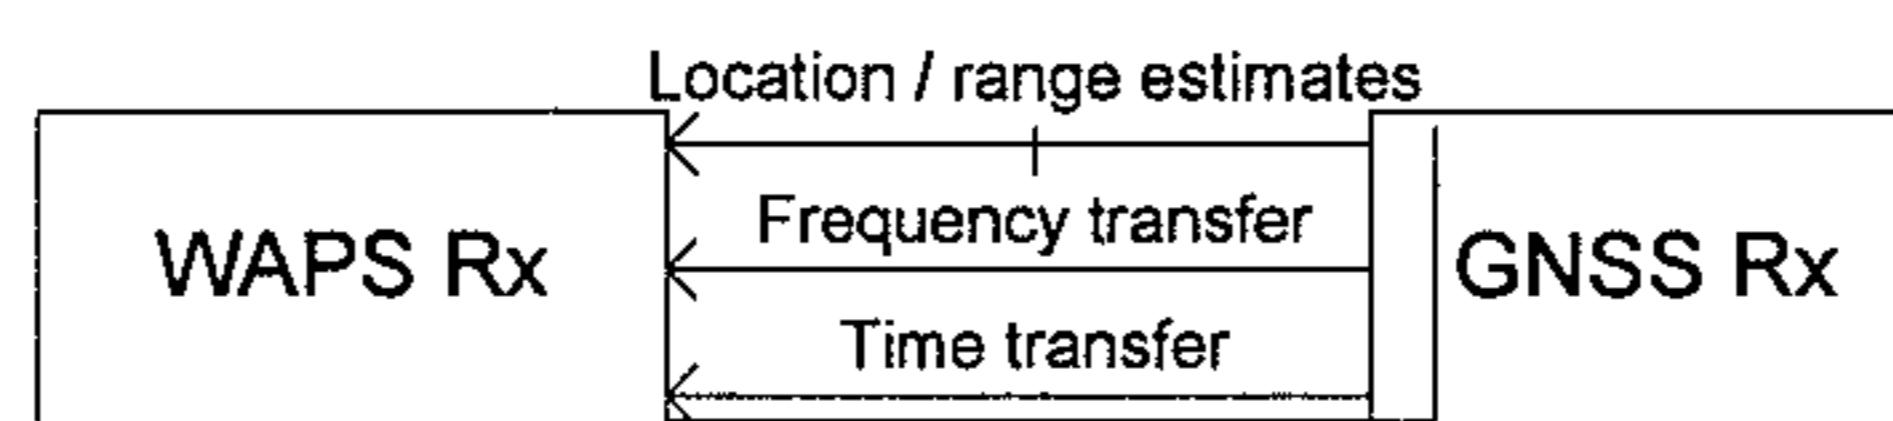 Location / range estimates
Frequency transfer
WAPS Rx
GNSS Rx
Time transfer